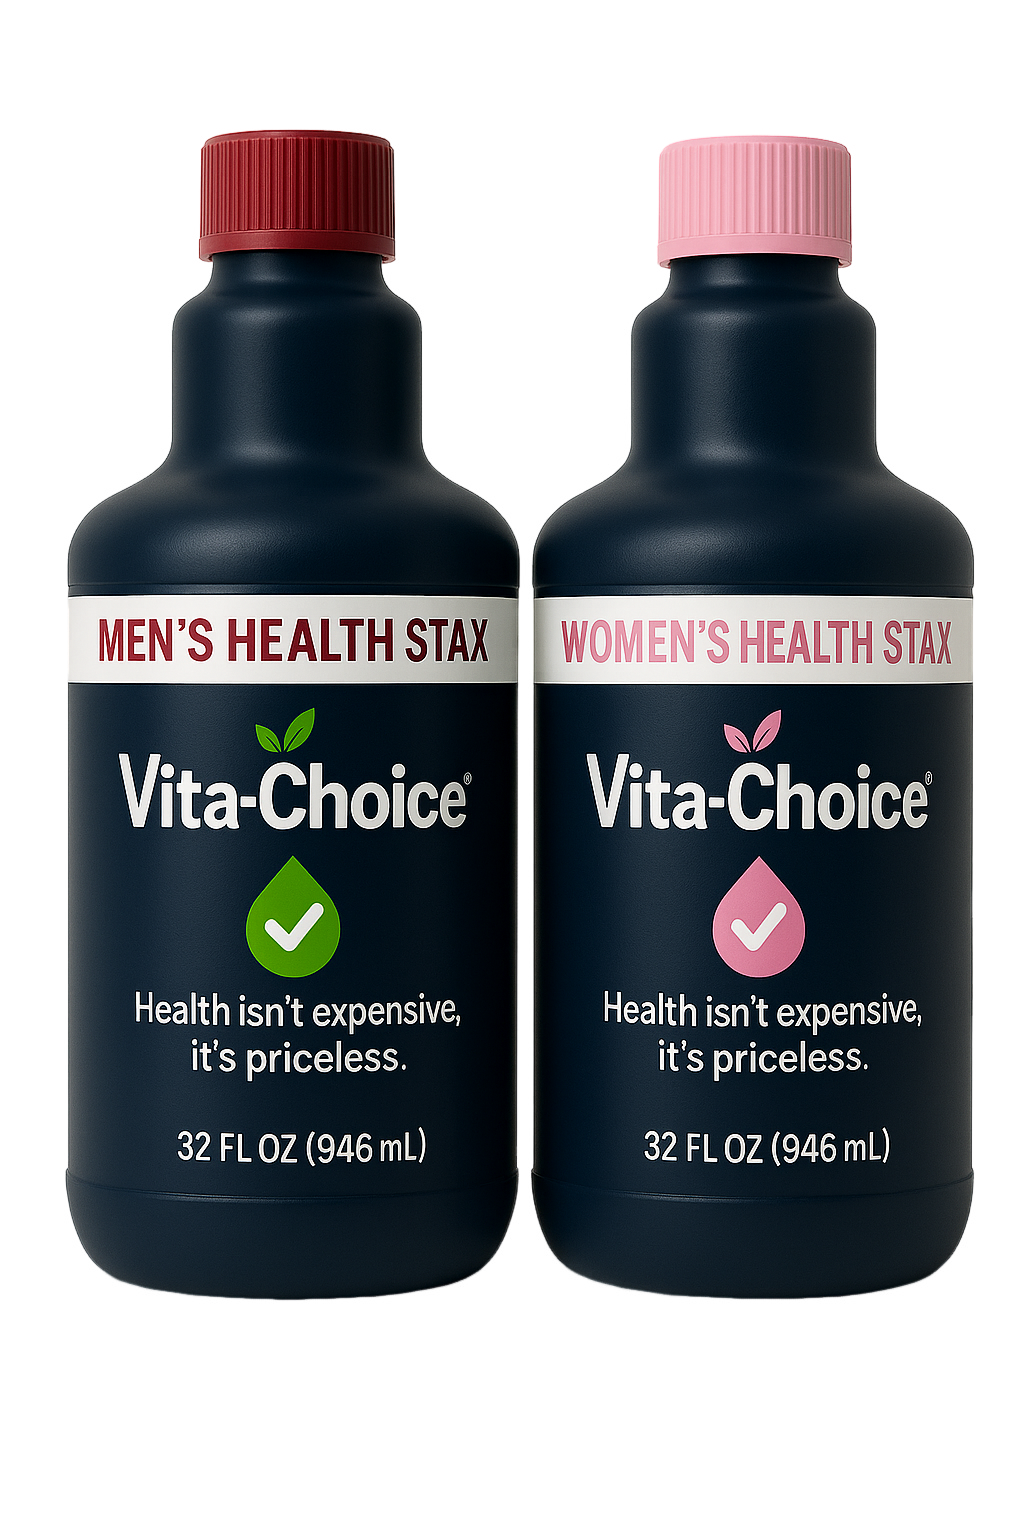 MEN'S HEALTH STAX
Vita-Choice®
Health isn't expensive,
it's priceless.
32 FL OZ (946 mL)
WOMEN'S HEALTH STAX
Vita-Choice®
Health isn't expensive,
it's priceless.
32 FL OZ (946 mL)